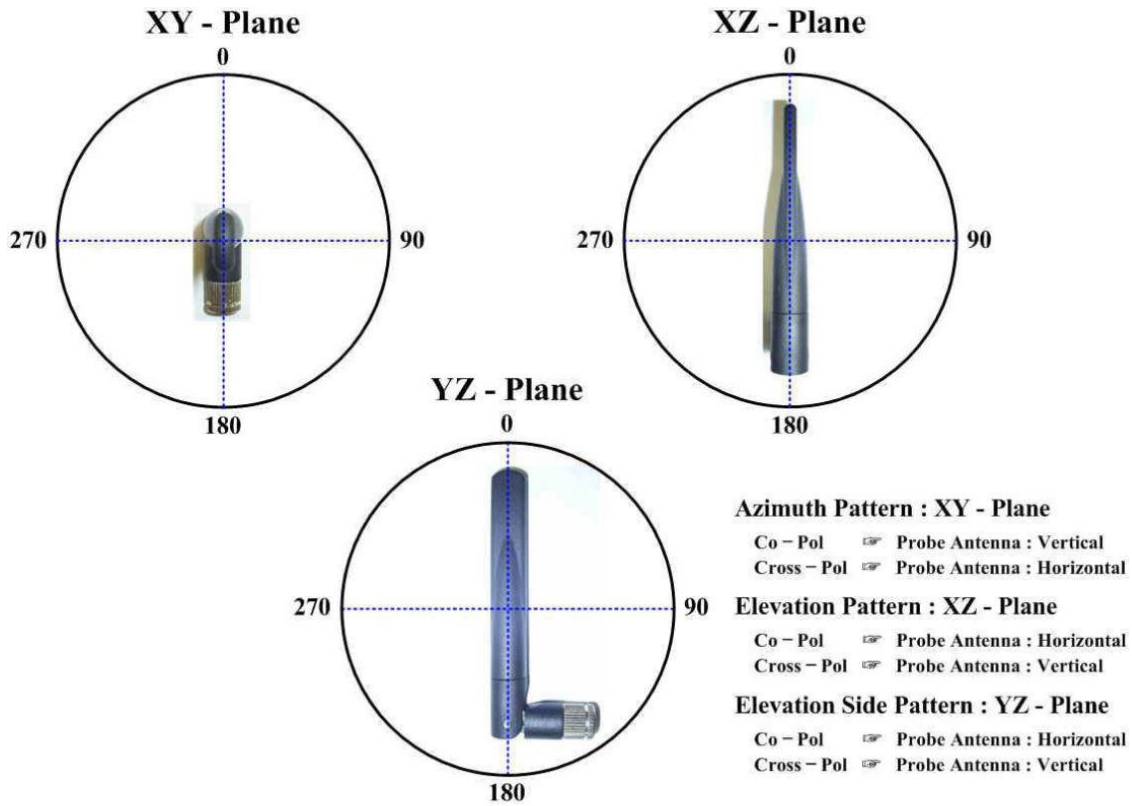 XY - Plane
0
270
90
180
XZ - Plane
0
270
90
180
YZ - Plane
0
270
90
180
Azimuth Pattern : XY - Plane
Co – Pol ☞ Probe Antenna : Vertical
Cross – Pol ☞ Probe Antenna : Horizontal
Elevation Pattern : XZ - Plane
Co – Pol ☞ Probe Antenna : Horizontal
Cross – Pol ☞ Probe Antenna : Vertical
Elevation Side Pattern : YZ - Plane
Co – Pol ☞ Probe Antenna : Horizontal
Cross – Pol ☞ Probe Antenna : Vertical